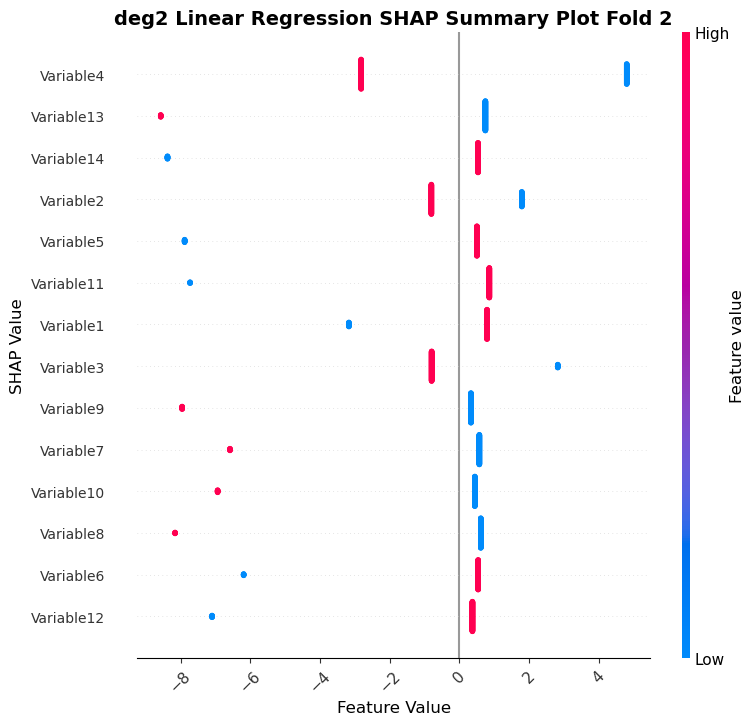 deg2 Linear Regression SHAP Summary Plot Fold 2
High
Variable4
Variable13
Variable14
Variable2
Variable5
Variable11
Variable1
Variable3
Variable9
Variable7
Variable10
Variable8
Variable6
Variable12
SHAP Value
Feature value
Low
−8 −6 −4 −2 0 2 4
Feature Value